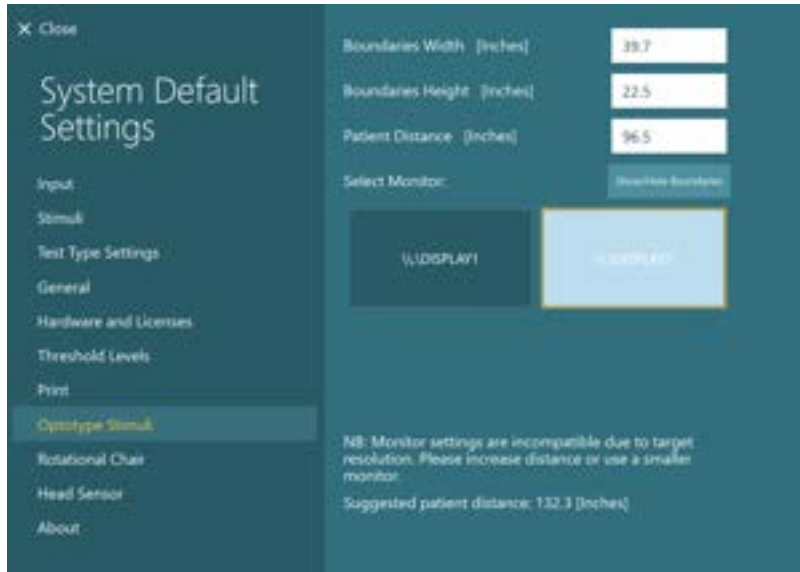 × Close
System Default
Settings
Input
Stimuli
Test Type Settings
General
Hardware and Licenses
Threshold Levels
Print
Optotype Stimuli
Rotational Chair
Head Sensor
About
Boundaries Width [Inches]
39.7
Boundaries Height [Inches]
22.5
Patient Distance [Inches]
96.5
Select Monitor:
Show/Hide Boundaries
\\.\DISPLAY1
NB: Monitor settings are incompatible due to target
resolution. Please increase distance or use a smaller
monitor.
Suggested patient distance: 132.3 [Inches]